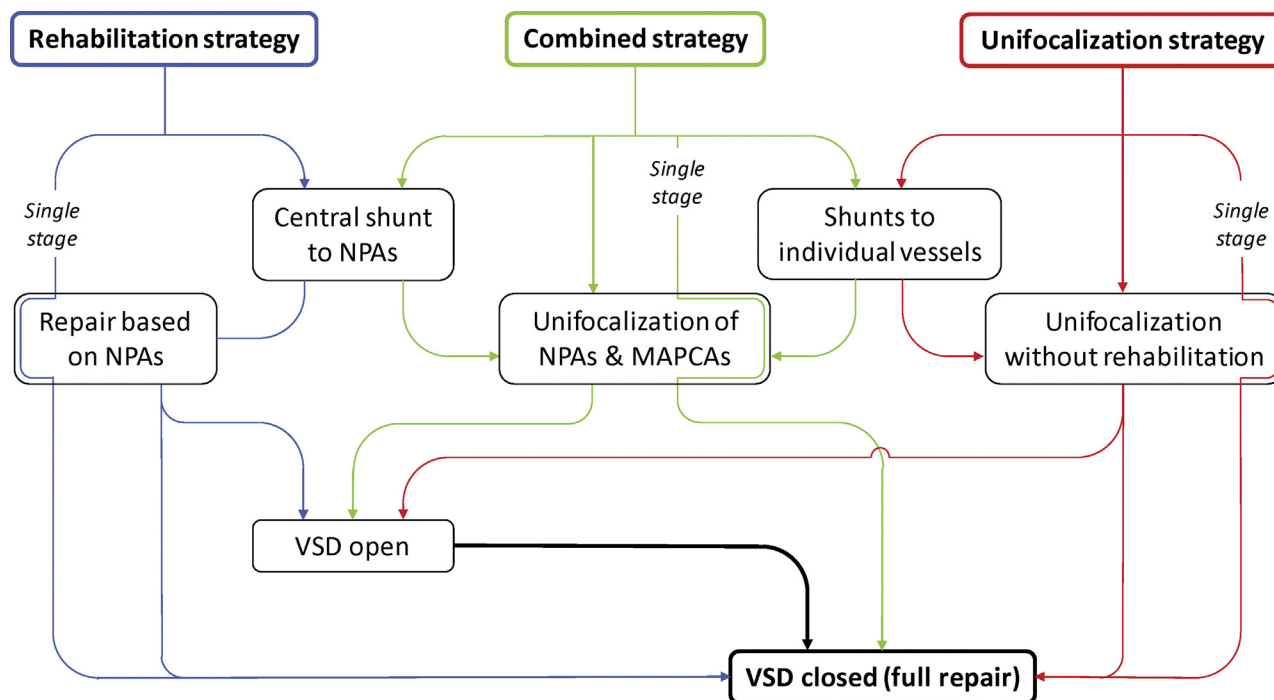 Rehabilitation strategy
Combined strategy
Unifocalization strategy
Single
stage
Central shunt
to NPAs
Single
stage
Shunts to
individual vessels
Single
stage
Repair based
on NPAs
Unifocalization of
NPAs & MAPCAs
Unifocalization
without rehabilitation
VSD open
VSD closed (full repair)